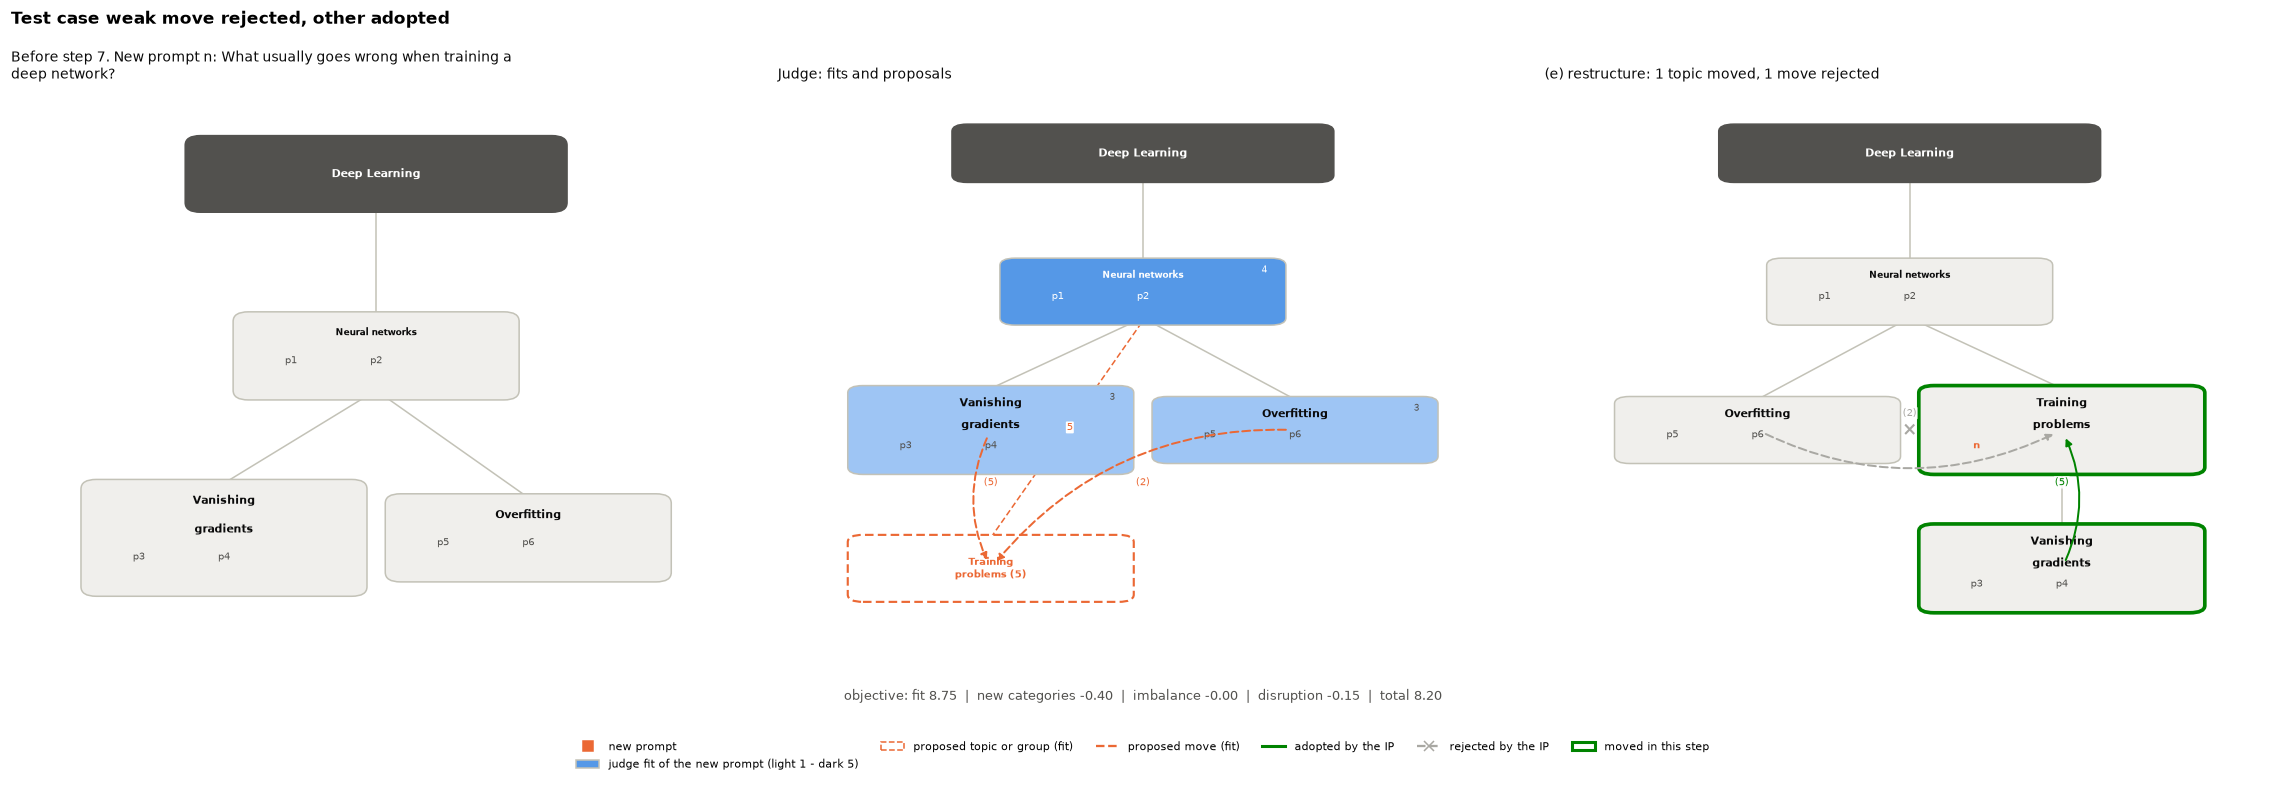 Test case weak move rejected, other adopted
Before step 7. New prompt n: What usually goes wrong when training a
deep network?
Deep Learning
Neural networks
p1 p2
Vanishing
gradients
p3 p4
Overfitting
p5 p6
Judge: fits and proposals
Deep Learning
Neural networks 4
p1 p2
Vanishing 3
gradients 5
p3 p4
Overfitting 3
p5 p6
(5) (2)
Training
problems (5)
(e) restructure: 1 topic moved, 1 move rejected
Deep Learning
Neural networks
p1 p2
Overfitting
p5 p6
(2)
Training
problems
n
(5)
Vanishing
gradients
p3 p4
objective: fit 8.75 | new categories -0.40 | imbalance -0.00 | disruption -0.15 | total 8.20
new prompt
judge fit of the new prompt (light 1 - dark 5)
proposed topic or group (fit)
proposed move (fit)
adopted by the IP
rejected by the IP
moved in this step